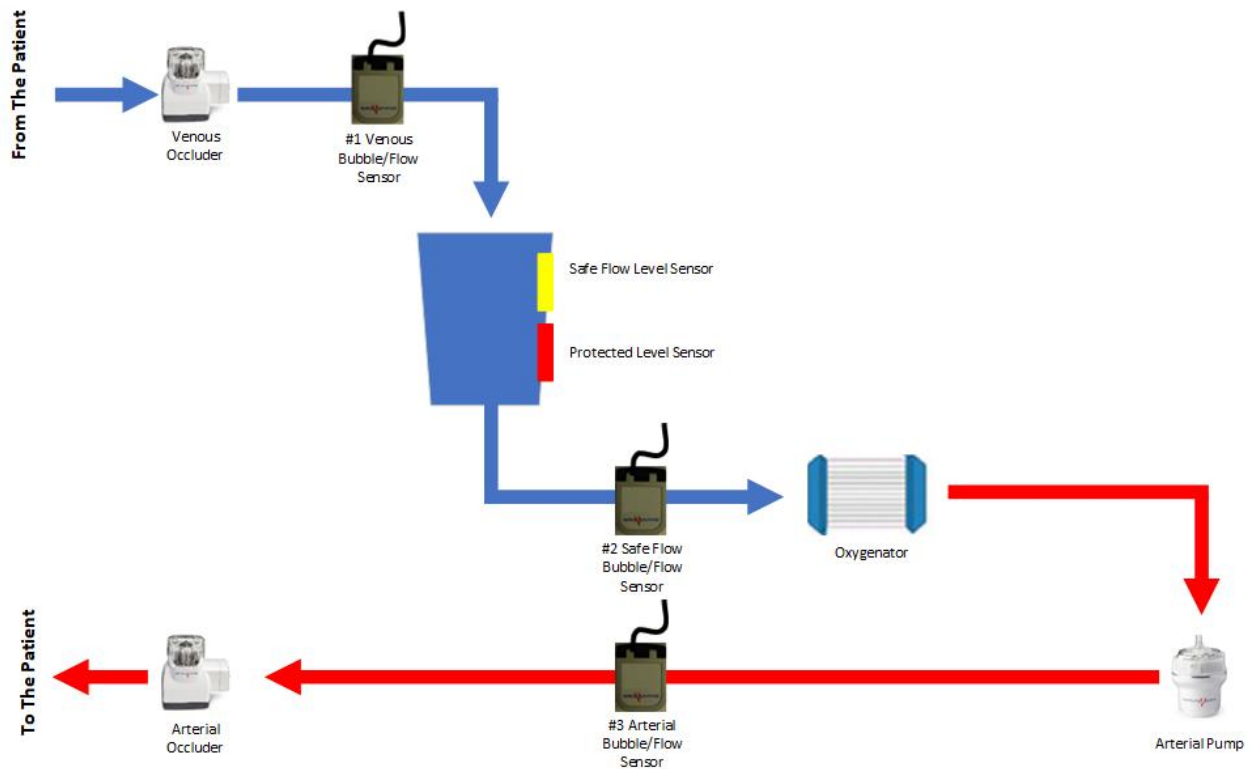 From The Patient
Venous
Occluder
#1 Venous
Bubble/Flow
Sensor
Safe Flow Level Sensor
Protected Level Sensor
#2 Safe Flow
Bubble/Flow
Sensor
Oxygenator
To The Patient
Arterial
Occluder
#3 Arterial
Bubble/Flow
Sensor
Arterial Pump